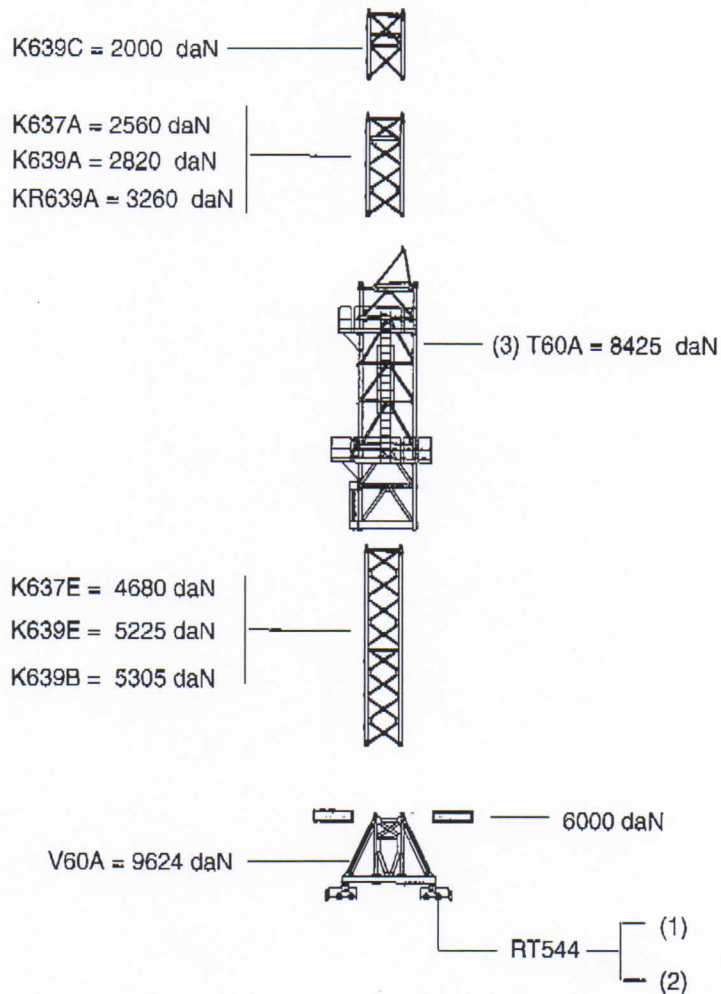 K639C = 2000 daN
K637A = 2560 daN
K639A = 2820 daN
KR639A = 3260 daN
(3) T60A = 8425 daN
K637E = 4680 daN
K639E = 5225 daN
K639B = 5305 daN
6000 daN
V60A = 9624 daN
RT544
(1)
(2)